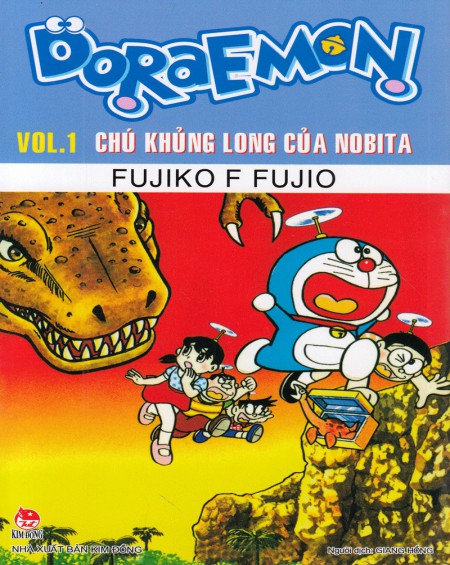 DORAEMON
VOL.1 CHÚ KHỦNG LONG CỦA NOBITA
FUJIKO F FUJIO
KIM ĐỒNG
NHÀ XUẤT BẢN KIM ĐỒNG
Người dịch: GIANG HỒNG